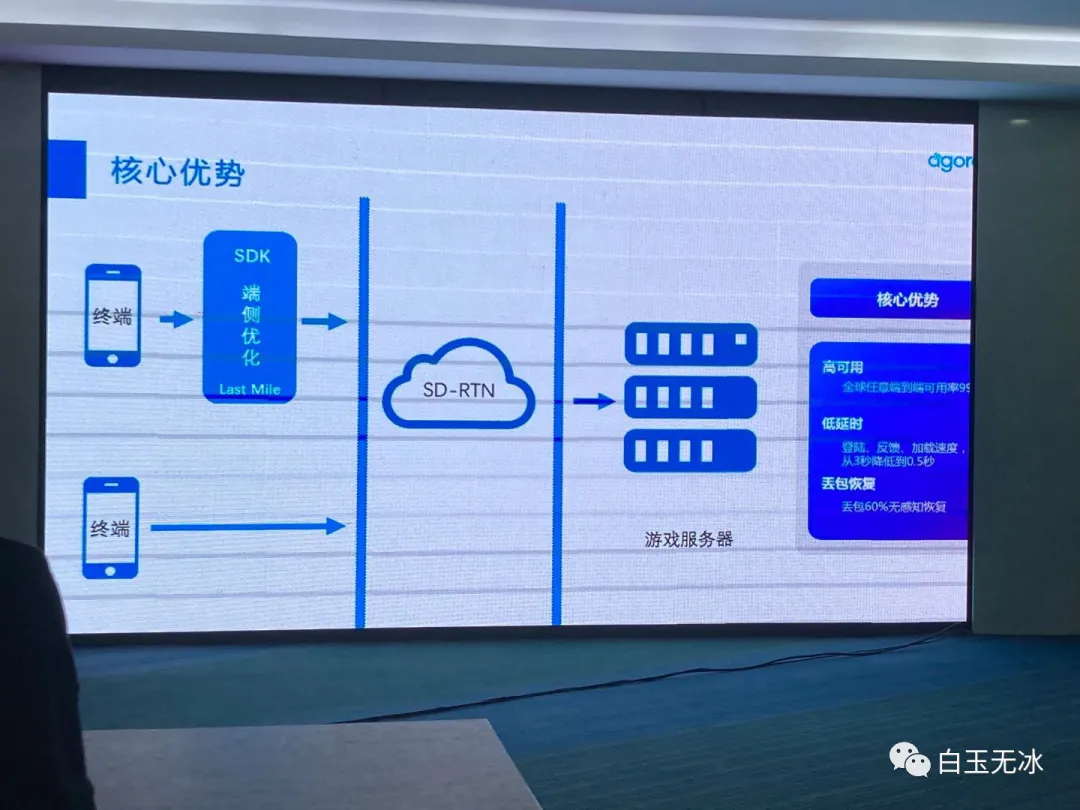 核心优势
agor
SDK
端
侧
优
化
Last Mile
终端
SD-RTN
终端
游戏服务器
核心优势
高可用
全球任意端到端可用率99
低延时
登陆、反馈、加载速度，
从3秒降低到0.5秒
丢包恢复
丢包60%无感知恢复
白玉无冰